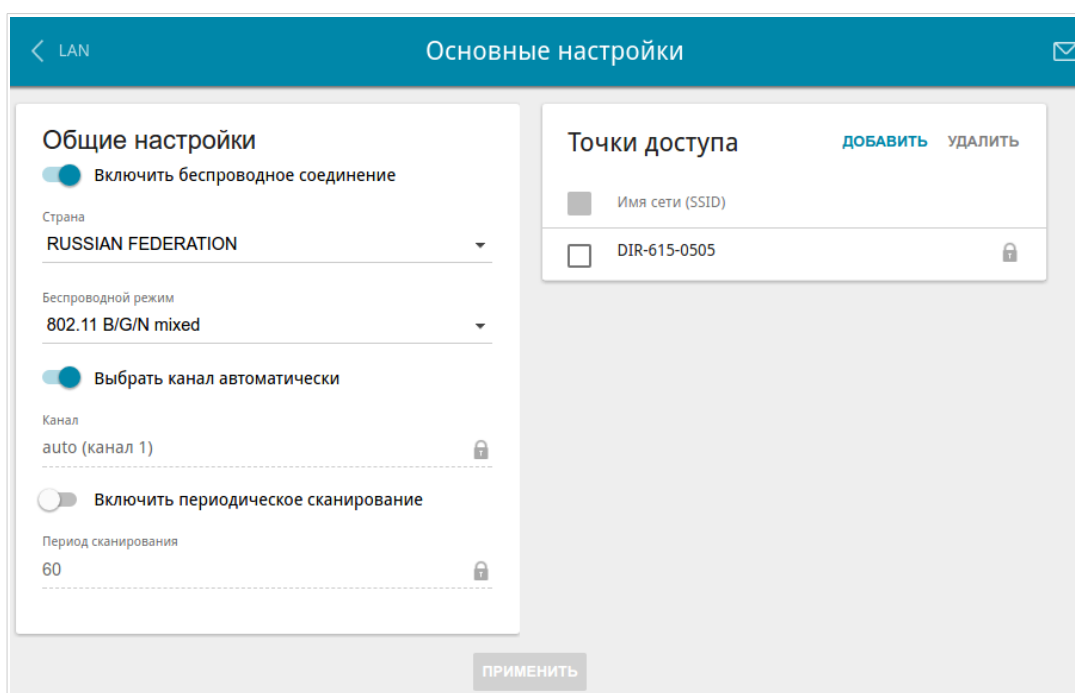 LAN
Основные настройки
Общие настройки
Включить беспроводное соединение
Страна
RUSSIAN FEDERATION
Беспроводной режим
802.11 B/G/N mixed
Выбрать канал автоматически
Канал
auto (канал 1)
Включить периодическое сканирование
Период сканирования
60
Точки доступа
ДОБАВИТЬ УДАЛИТЬ
Имя сети (SSID)
DIR-615-0505
ПРИМЕНИТЬ